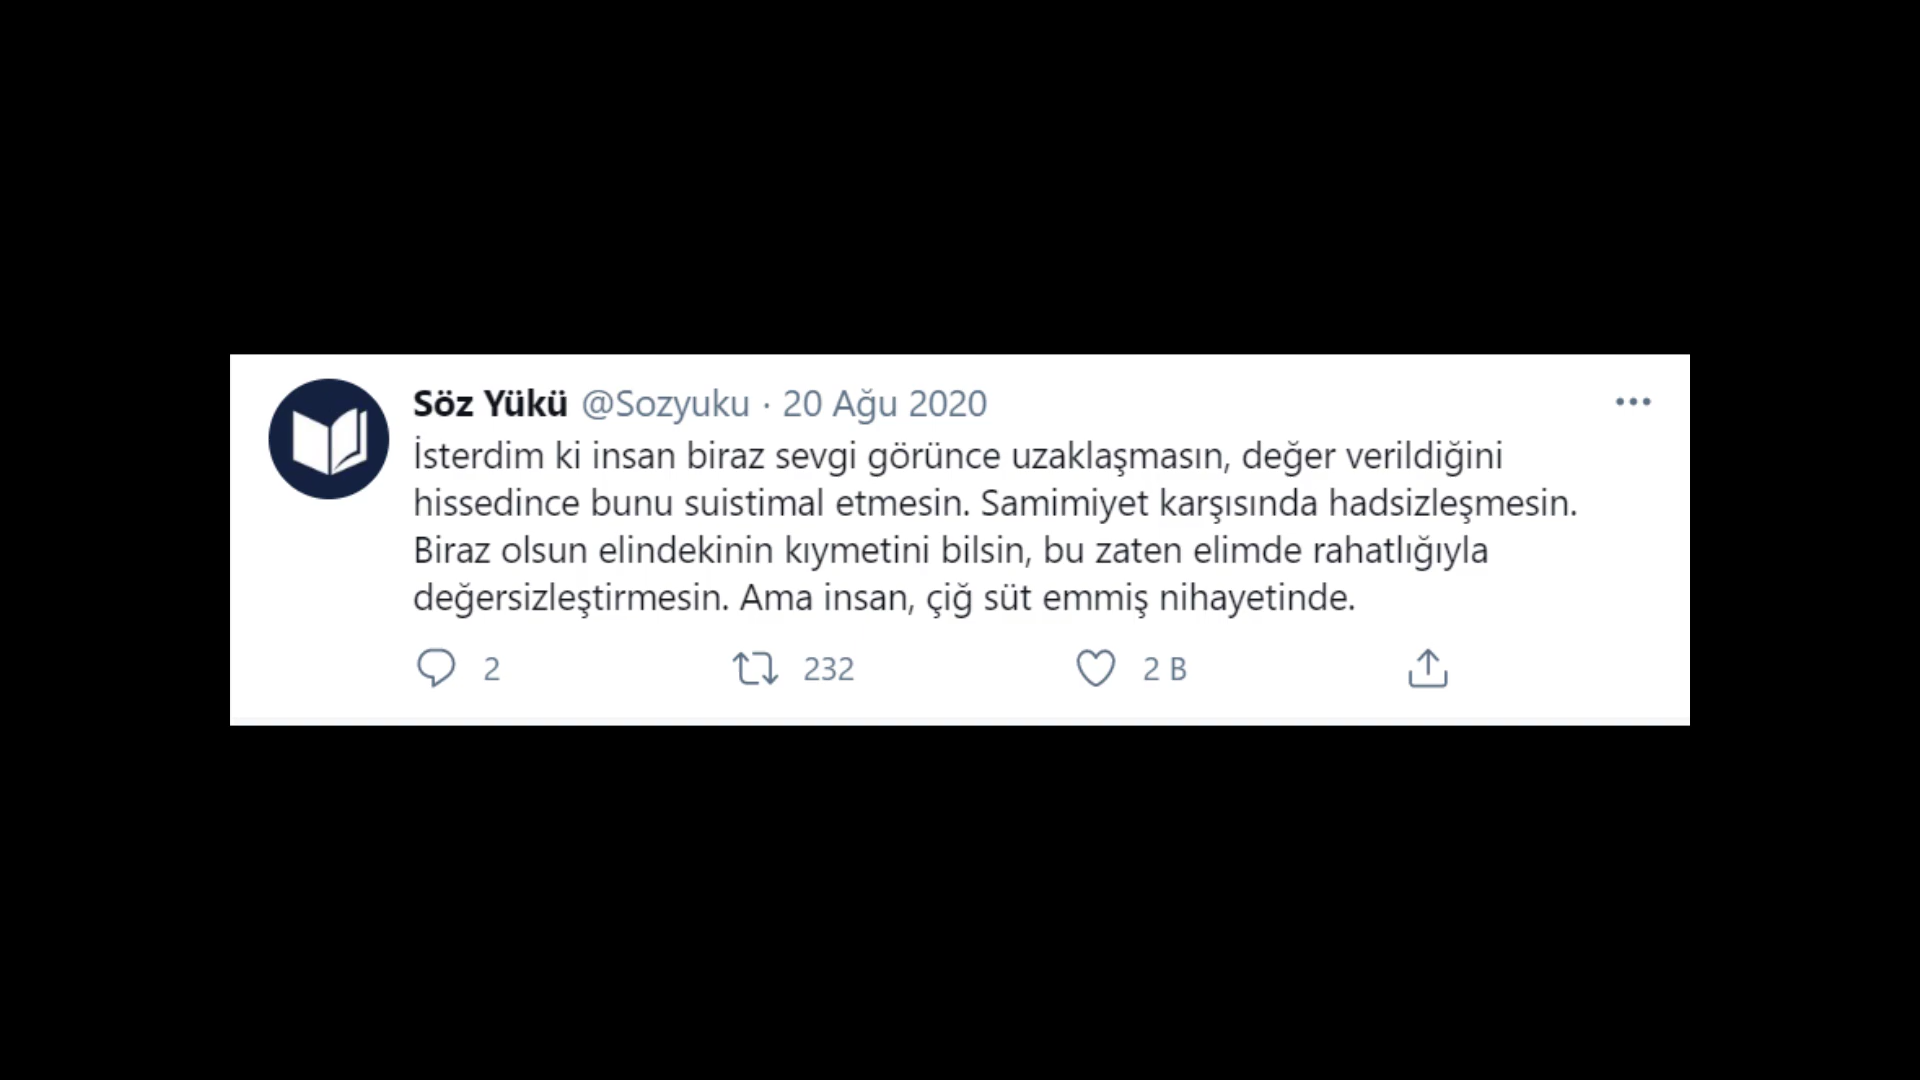 Söz Yükü @Sozyuku · 20 Ağu 2020
İsterdim ki insan biraz sevgi görünce uzaklaşmasın, değer verildiğini
hissedince bunu suistimal etmesin. Samimiyet karşısında hadsizleşmesin.
Biraz olsun elindekinin kıymetini bilsin, bu zaten elimde rahatlığıyla
değersizleştirmesin. Ama insan, çiğ süt emmiş nihayetinde.
2 232 2 B